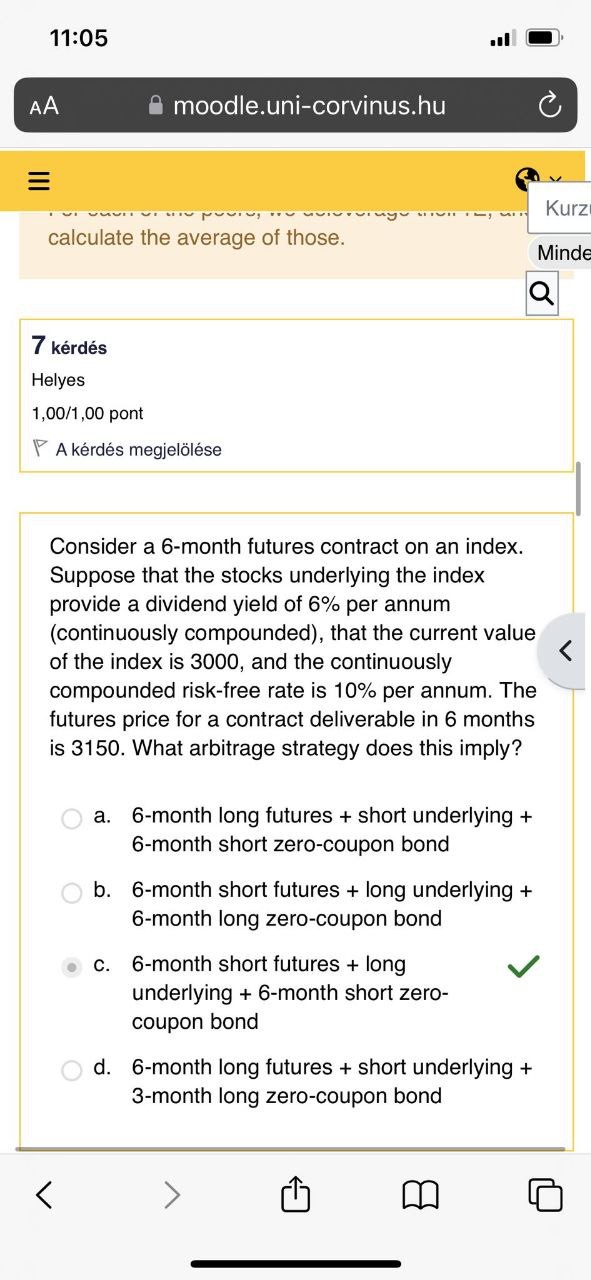 11:05
AA moodle.uni-corvinus.hu
Kurz
calculate the average of those.
Minde
7 kérdés
Helyes
1,00/1,00 pont
A kérdés megjelölése
Consider a 6-month futures contract on an index.
Suppose that the stocks underlying the index
provide a dividend yield of 6% per annum
(continuously compounded), that the current value
of the index is 3000, and the continuously
compounded risk-free rate is 10% per annum. The
futures price for a contract deliverable in 6 months
is 3150. What arbitrage strategy does this imply?
a. 6-month long futures + short underlying +
6-month short zero-coupon bond
b. 6-month short futures + long underlying +
6-month long zero-coupon bond
c. 6-month short futures + long
underlying + 6-month short zero-
coupon bond
d. 6-month long futures + short underlying +
3-month long zero-coupon bond